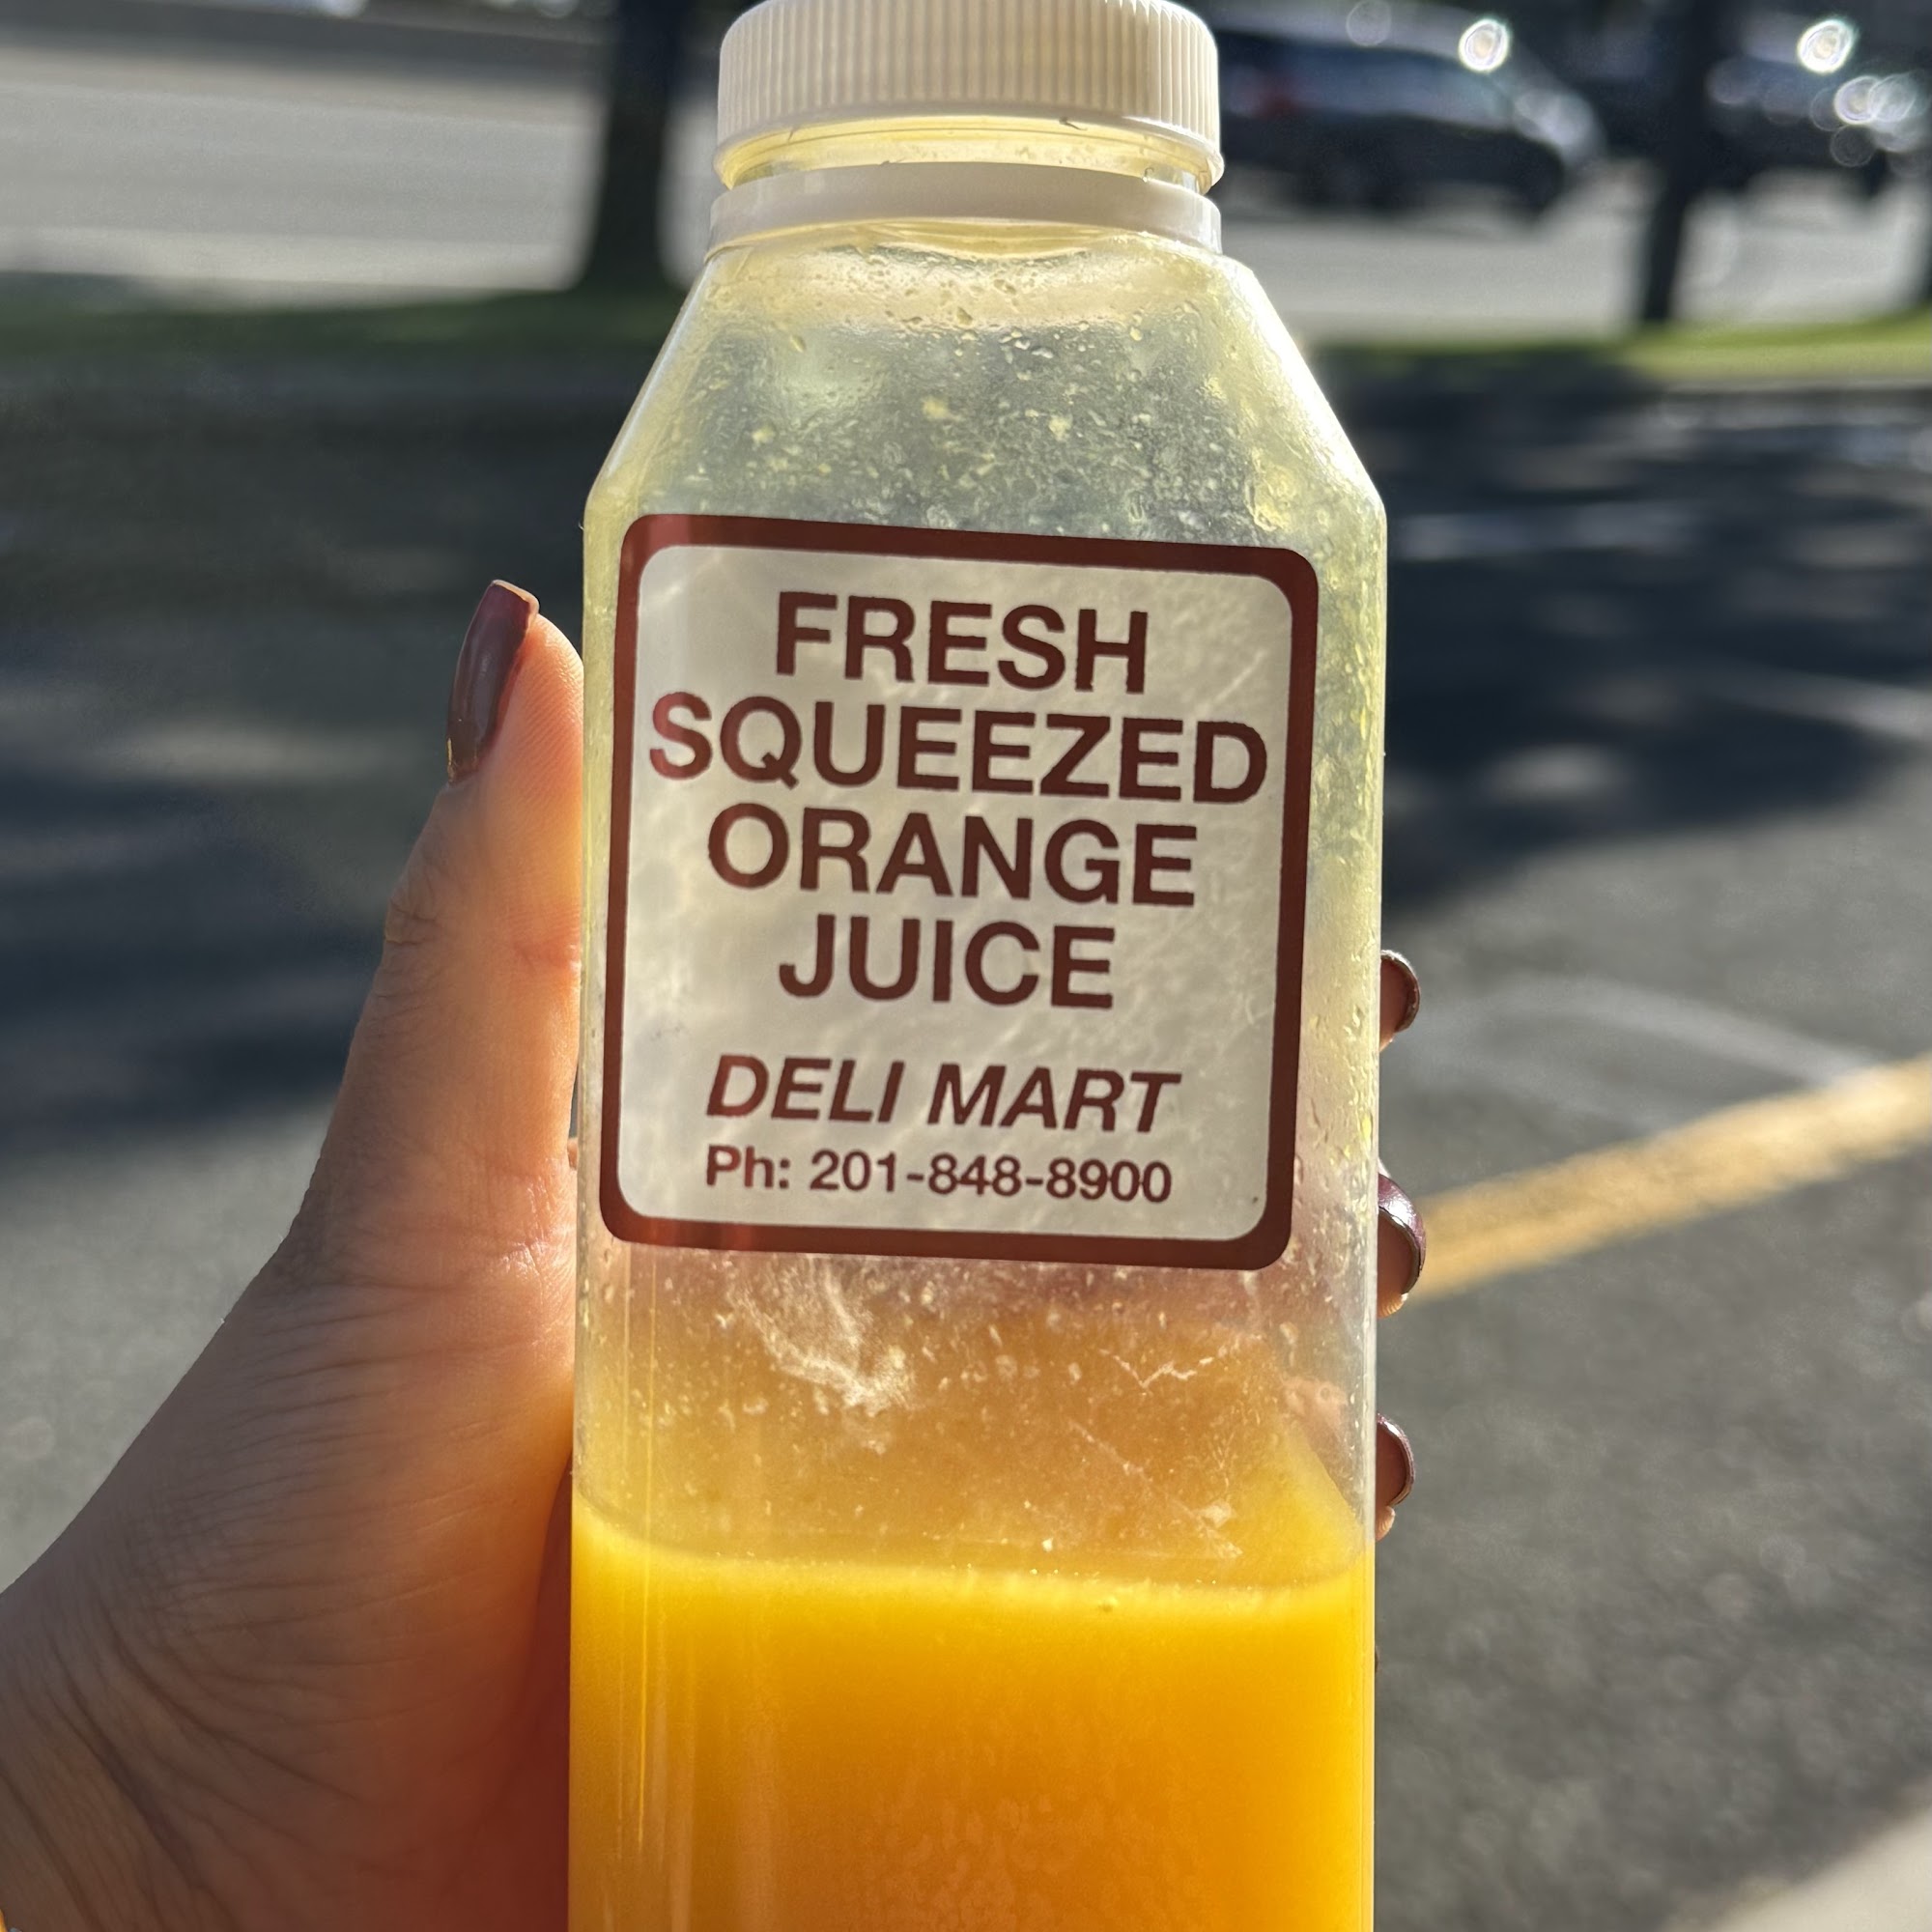 FRESH
SQUEEZED
ORANGE
JUICE
DELI MART
Ph: 201-848-8900